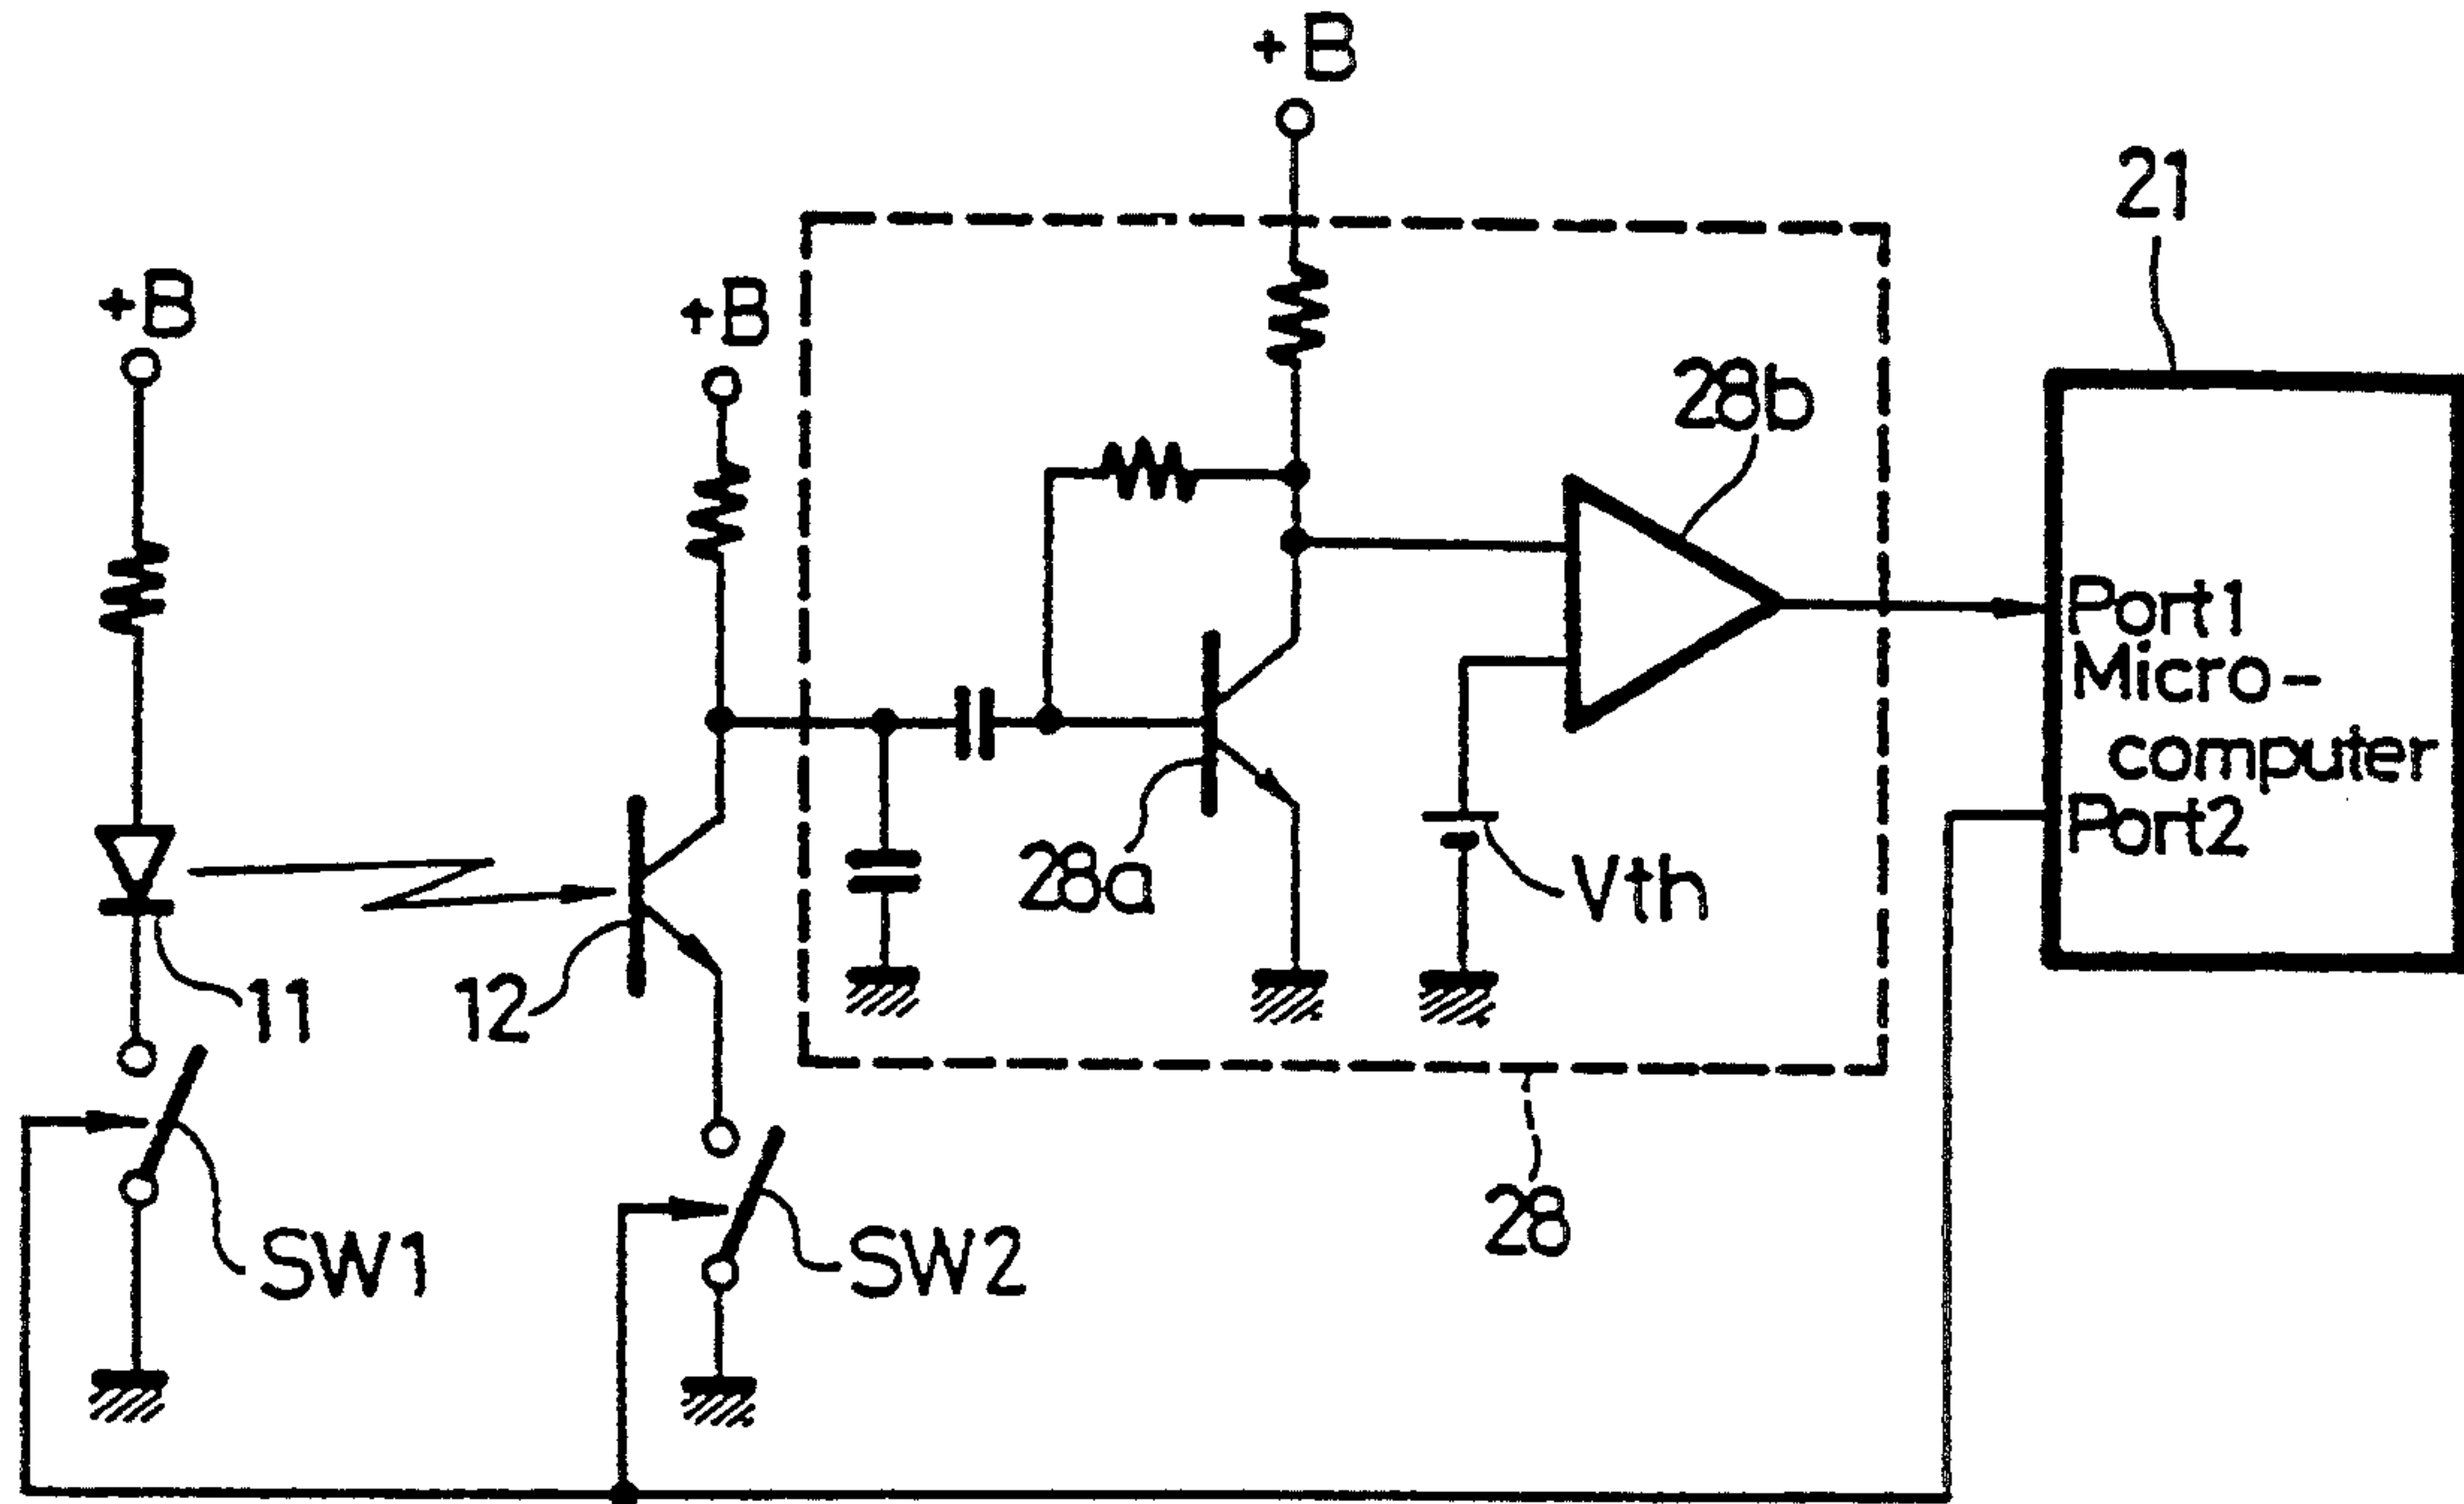 +B
21
+B
+B
28b
Port1
Micro-
computer
Port2
28a
Vth
11
12
28
SW1
SW2